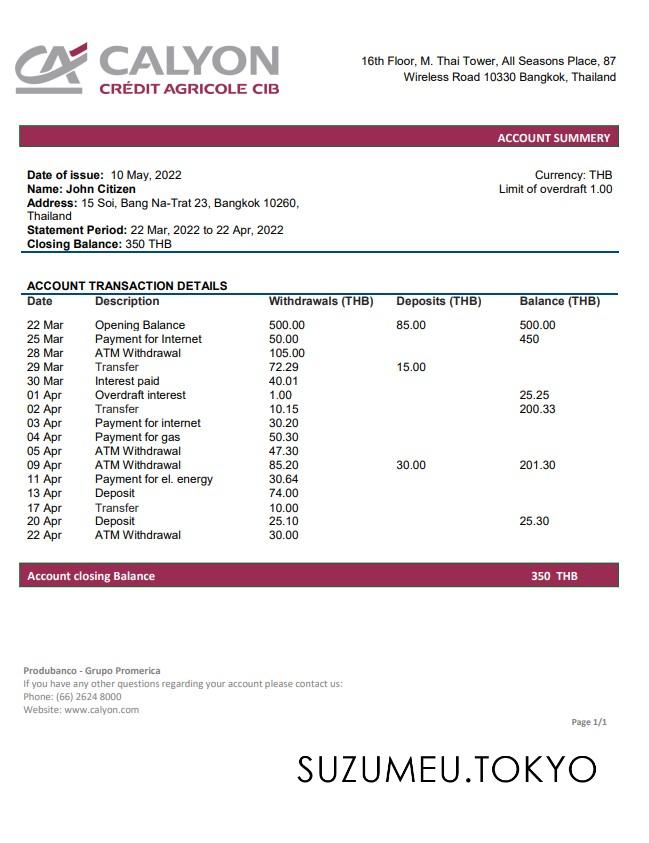 CALYON
CRÉDIT AGRICOLE CIB
16th Floor, M. Thai Tower, All Seasons Place, 87
Wireless Road 10330 Bangkok, Thailand
ACCOUNT SUMMERY
Date of issue: 10 May, 2022
Name: John Citizen
Address: 15 Soi, Bang Na-Trat 23, Bangkok 10260,
Thailand
Statement Period: 22 Mar, 2022 to 22 Apr, 2022
Closing Balance: 350 THB
Currency: THB
Limit of overdraft 1.00
ACCOUNT TRANSACTION DETAILS
Date Description Withdrawals (THB) Deposits (THB) Balance (THB)
22 Mar Opening Balance 500.00 85.00 500.00
25 Mar Payment for Internet 50.00 450
28 Mar ATM Withdrawal 105.00
29 Mar Transfer 72.29 15.00
30 Mar Interest paid 40.01
01 Apr Overdraft interest 1.00 25.25
02 Apr Transfer 10.15 200.33
03 Apr Payment for internet 30.20
04 Apr Payment for gas 50.30
05 Apr ATM Withdrawal 47.30
09 Apr ATM Withdrawal 85.20 30.00 201.30
11 Apr Payment for el. energy 30.64
13 Apr Deposit 74.00
17 Apr Transfer 10.00
20 Apr Deposit 25.10 25.30
22 Apr ATM Withdrawal 30.00
Account closing Balance 350 THB
Produbanco - Grupo Promerica
If you have any other questions regarding your account please contact us:
Phone: (66) 2624 8000
Website: www.calyon.com
Page 1/1
SUZUMEU.TOKYO